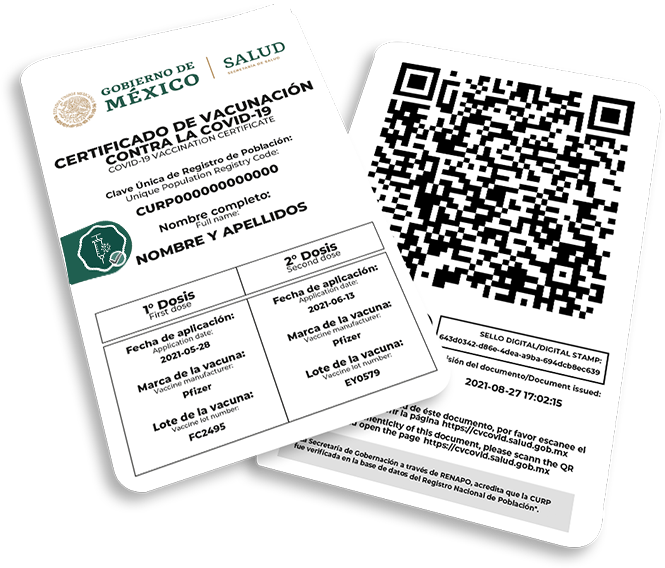 GOBIERNO DE
MÉXICO
SALUD
SECRETARÍA DE SALUD
CERTIFICADO DE VACUNACIÓN
CONTRA LA COVID-19
COVID-19 VACCINATION CERTIFICATE
Clave Única de Registro de Población:
Unique Population Registry Code:
CURP000000000000
Nombre completo:
Full name:
NOMBRE Y APELLIDOS
1° Dosis
First dose
Fecha de aplicación:
Application date:
2021-05-28
Marca de la vacuna:
Vaccine manufacturer:
Pfizer
Lote de la vacuna:
Vaccine lot number:
FC2495
2° Dosis
Second dose
Fecha de aplicación:
Application date:
2021-06-13
Marca de la vacuna:
Vaccine manufacturer:
Pfizer
Lote de la vacuna:
Vaccine lot number:
EY0579
SELLO DIGITAL/DIGITAL STAMP:
643d0342-d86e-4dea-a9ba-694dcb8ec639
del documento/Document issued:
2021-08-27 17:02:15
de éste documento, por favor escanee el
la página https://cvcovid.salud.gob.mx
of this document, please scann the QR
open the page https://cvcovid.salud.gob.mx
Secretaría de Gobernación a través de RENAPO, acredita que la CURP
fue verificada en la base de datos del Registro Nacional de Población".